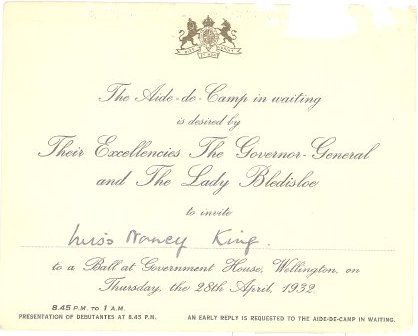 The Aide-de-Camp in waiting
is desired by
Their Excellencies The Governor-General
and The Lady Bledisloe
to invite
Miss Nancy King.
to a Ball at Government House, Wellington, on
Thursday, the 28th April, 1932.
8.45 P.M. TO 1 A.M.
PRESENTATION OF DEBUTANTES AT 8.45 P.M. AN EARLY REPLY IS REQUESTED TO THE AIDE-DE-CAMP IN WAITING.